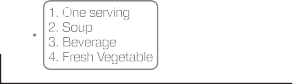 1. One serving
2. Soup
3. Beverage
4. Fresh Vegetable